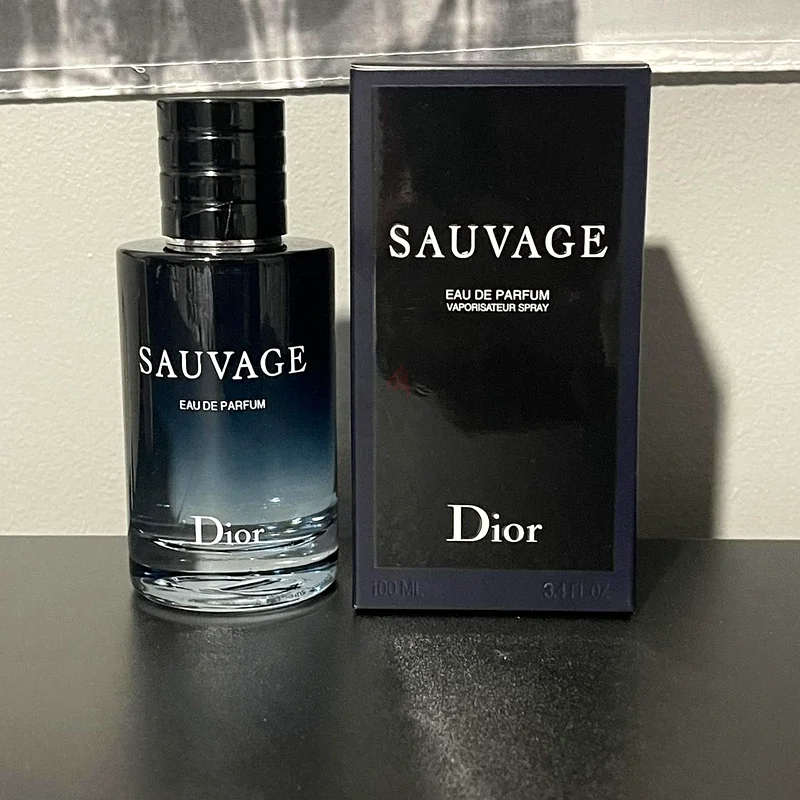 SAUVAGE
EAU DE PARFUM
Dior
SAUVAGE
EAU DE PARFUM
VAPORISATEUR SPRAY
Dior
100 ML 3.4 FL OZ